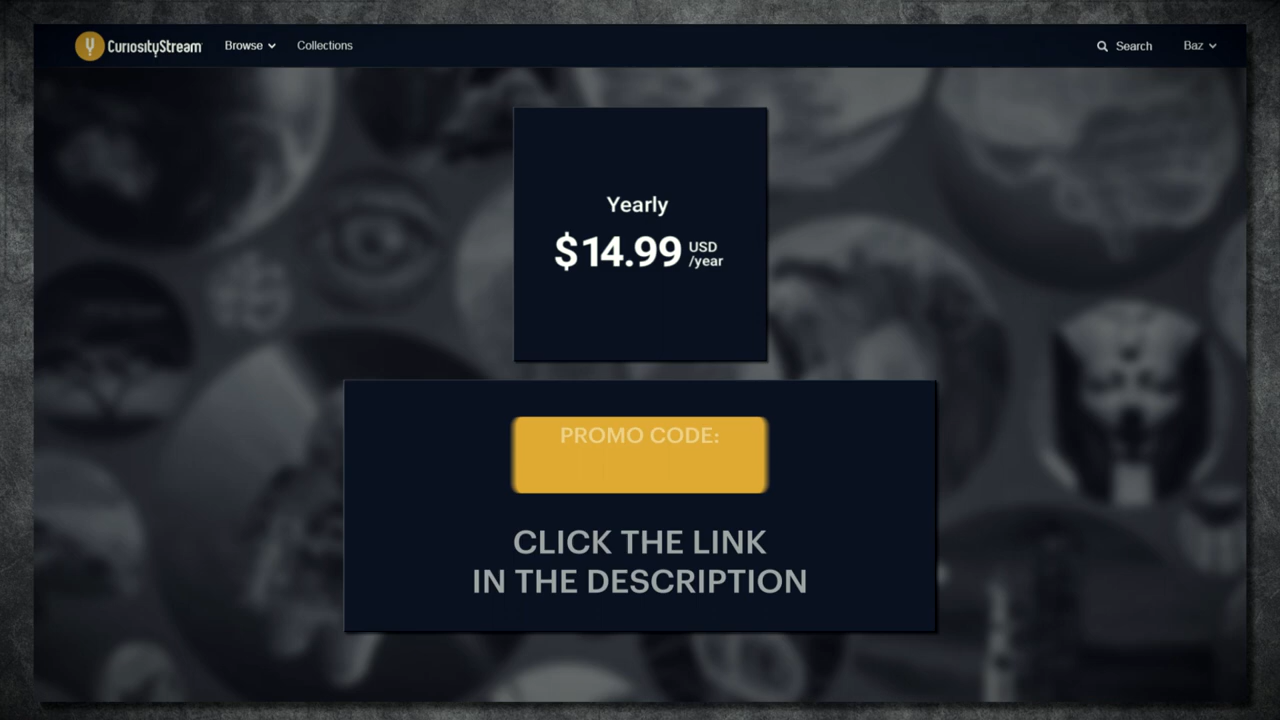 CuriosityStream
Browse
Collections
Search
Baz
Yearly
$14.99 USD /year
PROMO CODE:
CLICK THE LINK
IN THE DESCRIPTION